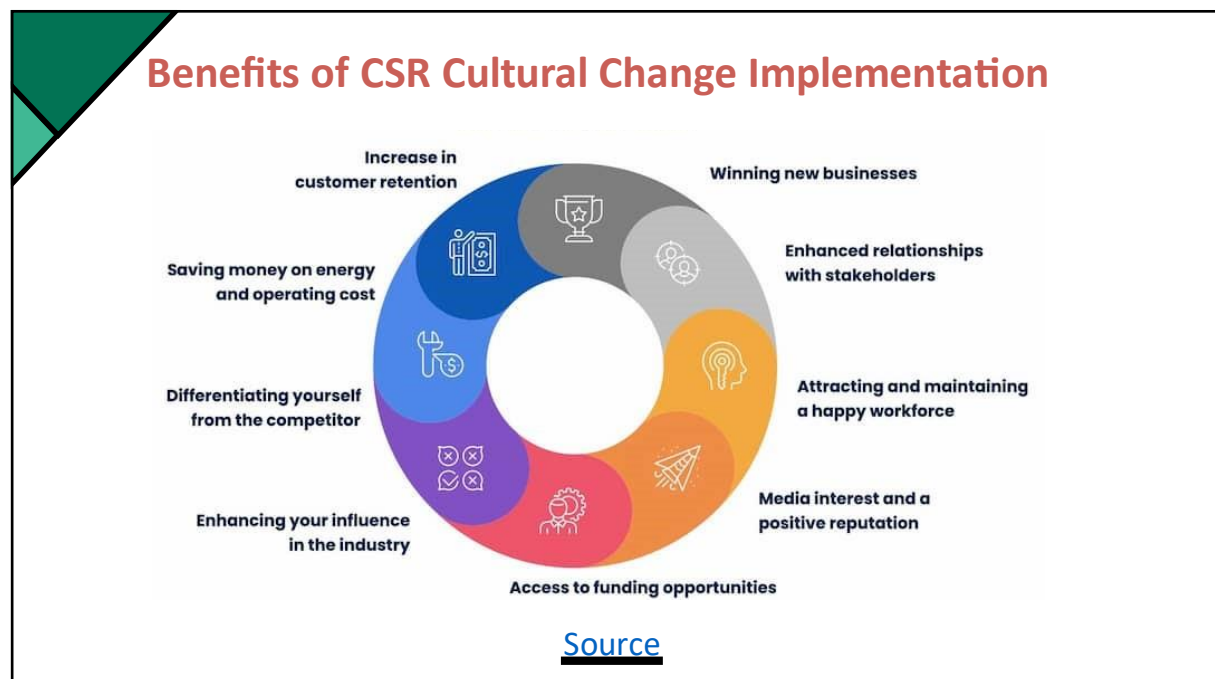 Benefits of CSR Cultural Change Implementation
Increase in
customer retention
Winning new businesses
Enhanced relationships
with stakeholders
Saving money on energy
and operating cost
Attracting and maintaining
a happy workforce
Differentiating yourself
from the competitor
Media interest and a
positive reputation
Enhancing your influence
in the industry
Access to funding opportunities
Source